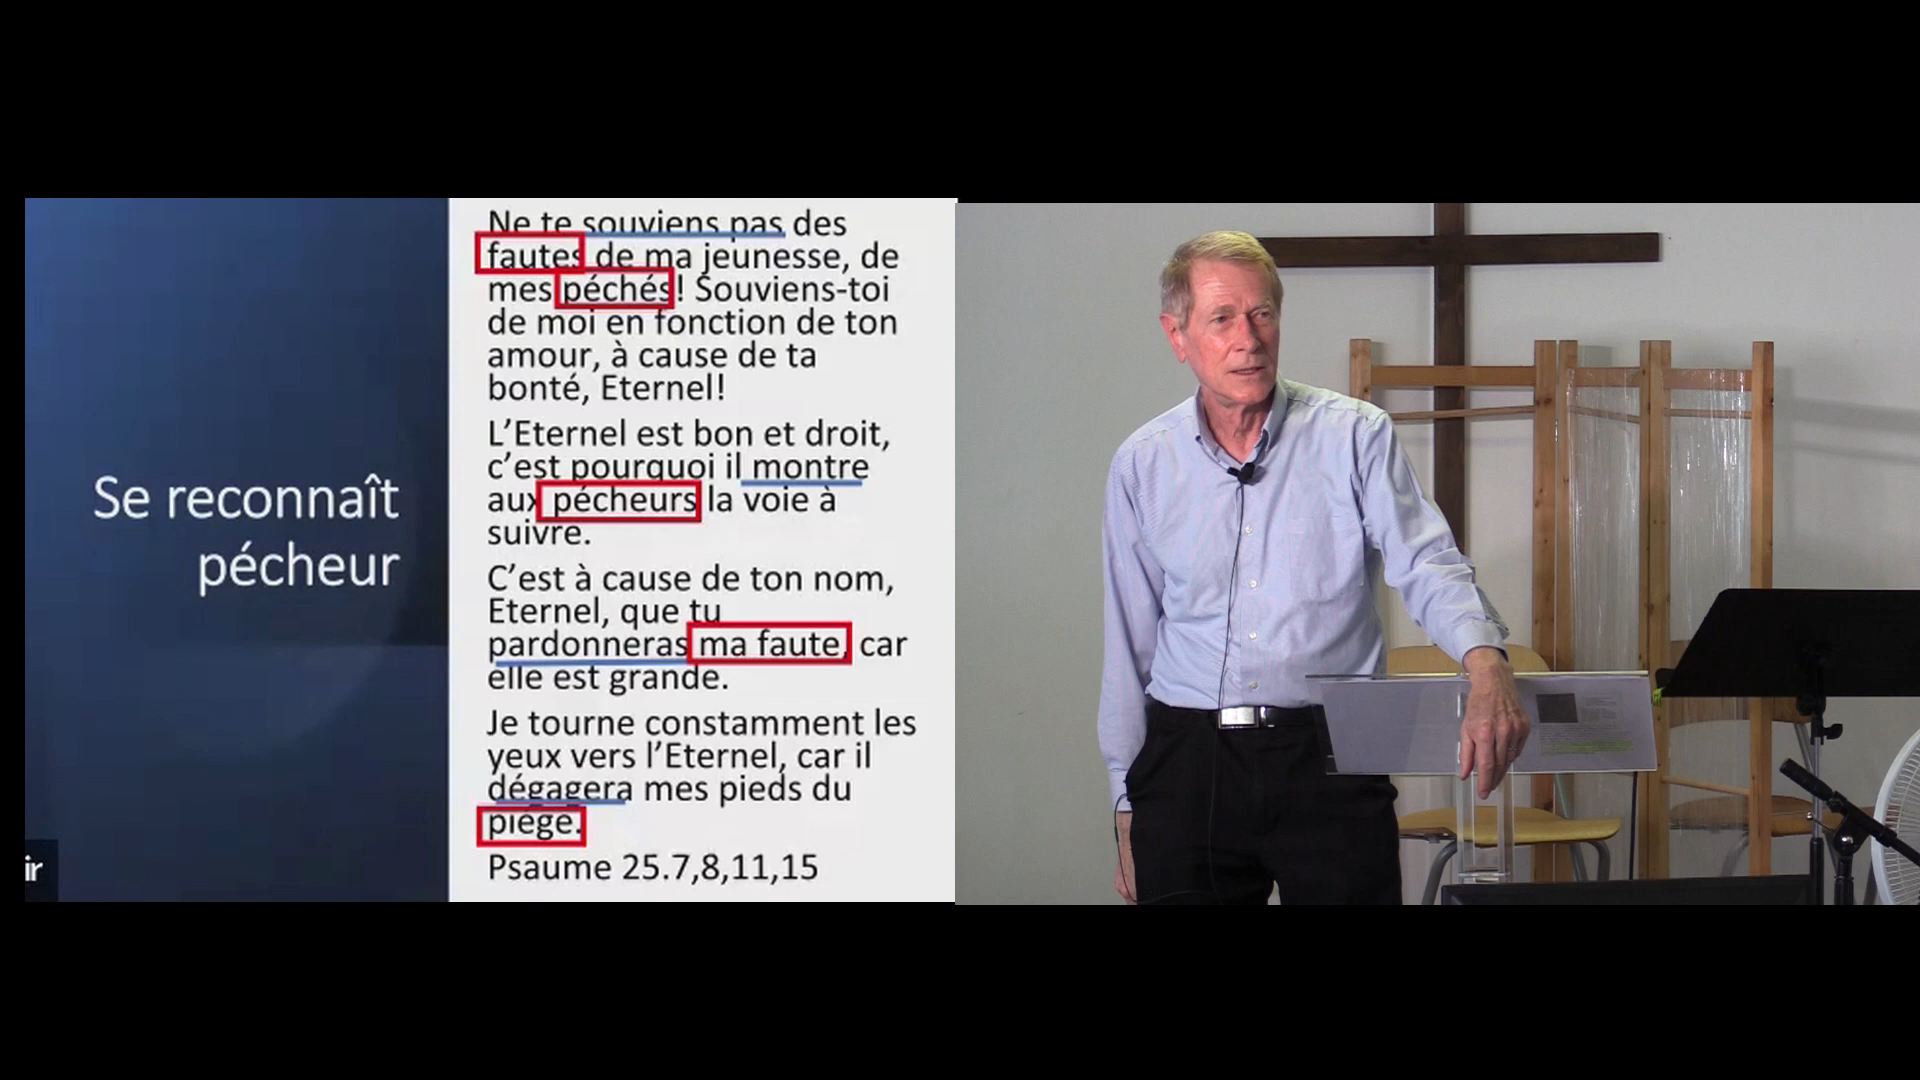 Se reconnaît
pécheur
ir
Ne te souviens pas des
fautes de ma jeunesse, de
mes péchés! Souviens-toi
de moi en fonction de ton
amour, à cause de ta
bonté, Eternel!
L'Eternel est bon et droit,
c'est pourquoi il montre
aux pécheurs la voie à
suivre.
C'est à cause de ton nom,
Eternel, que tu
pardonneras ma faute, car
elle est grande.
Je tourne constamment les
yeux vers l'Eternel, car il
dégagera mes pieds du
piège.
Psaume 25.7,8,11,15